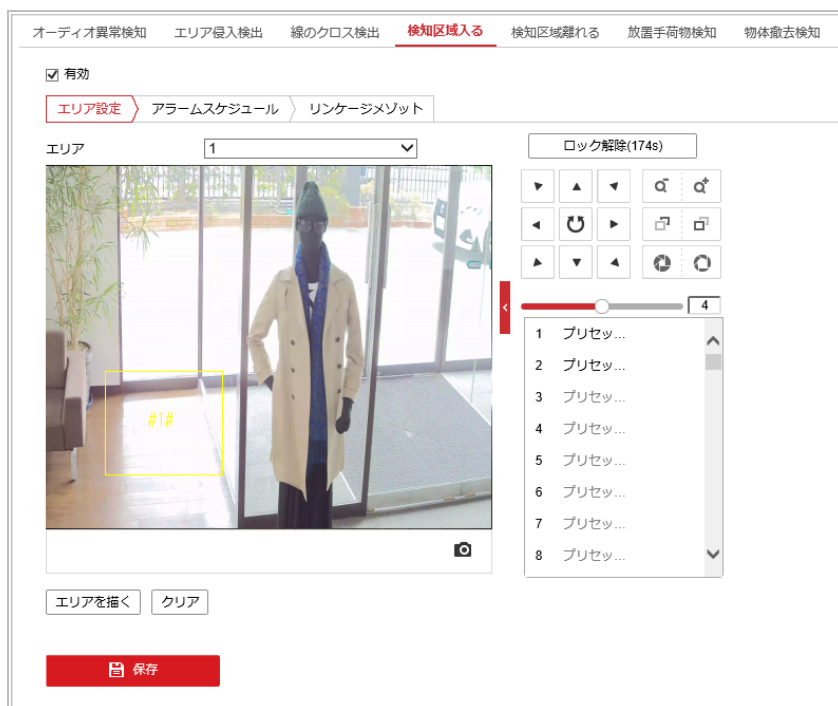 オーディオ異常検知 エリア侵入検出 線のクロス検出 検知区域入る 検知区域離れる 放置手荷物検知 物体撤去検知
有効
エリア設定 アラームスケジュール リンケージメゾット
エリア 1 ロック解除(174s)
#1#
4
1 プリセッ...
2 プリセッ...
3 プリセッ...
4 プリセッ...
5 プリセッ...
6 プリセッ...
7 プリセッ...
8 プリセッ...
エリアを描く クリア
保存